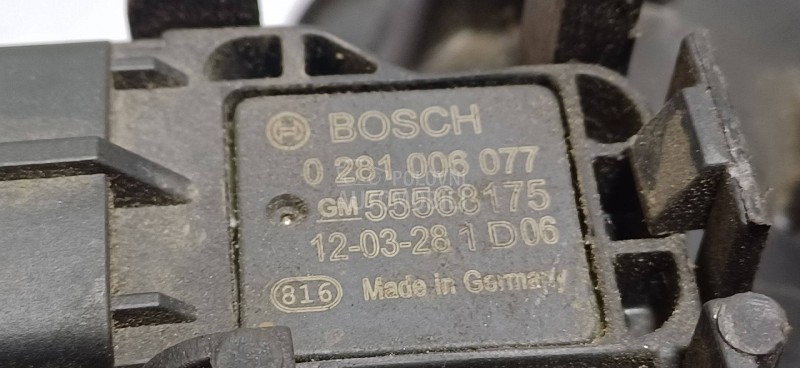 BOSCH
0 281 006 077
GM 55568175
12-03-28 1 D06
816 Made in Germany